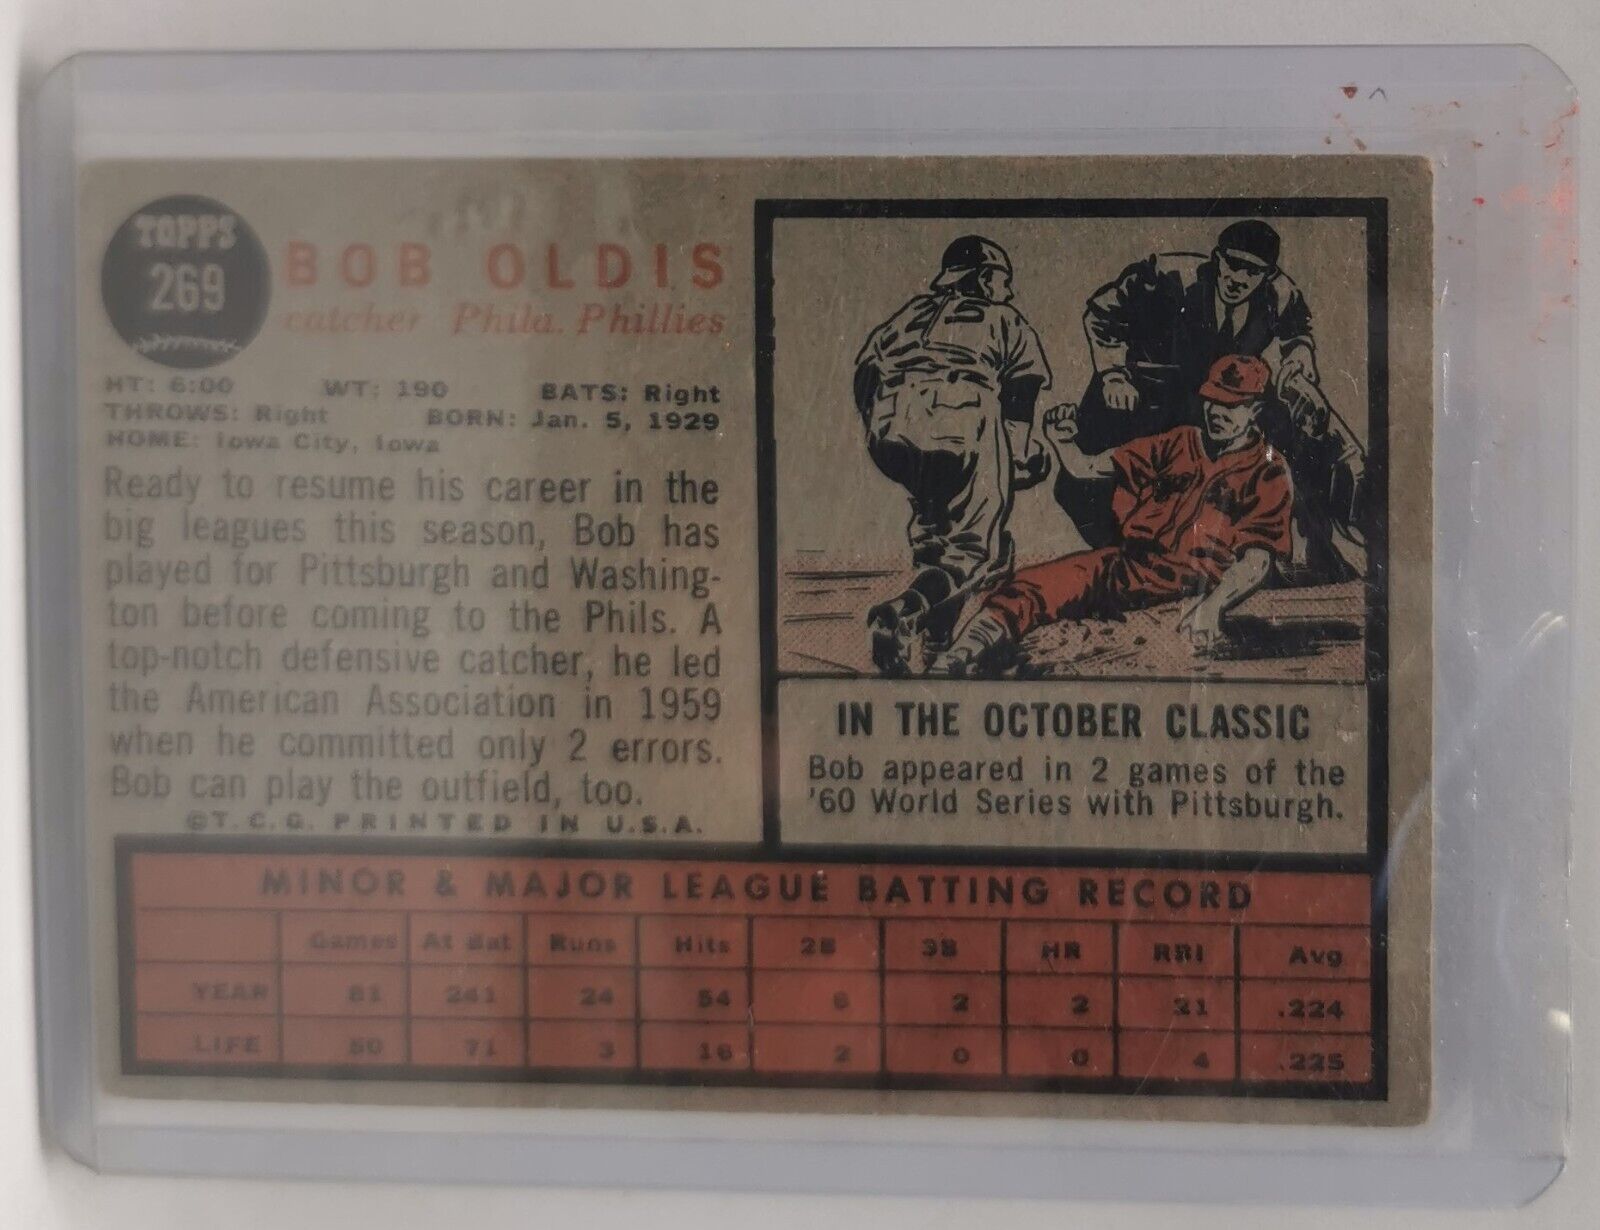 TOPPS
269
BOB OLDIS
catcher Phila. Phillies
HT: 6:00 WT: 190 BATS: Right
THROWS: Right BORN: Jan. 5, 1929
HOME: Iowa City, Iowa
Ready to resume his career in the
big leagues this season, Bob has
played for Pittsburgh and Washing-
ton before coming to the Phils. A
top-notch defensive catcher, he led
the American Association in 1959
when he committed only 2 errors.
Bob can play the outfield, too.
©T.C.G. PRINTED IN U.S.A.
IN THE OCTOBER CLASSIC
Bob appeared in 2 games of the
'60 World Series with Pittsburgh.
MINOR & MAJOR LEAGUE BATTING RECORD
Games At Bat Runs Hits 2B 3B HR RBI Avg
YEAR 81 241 24 54 6 2 2 21 .224
LIFE 50 71 3 16 2 0 0 4 .225